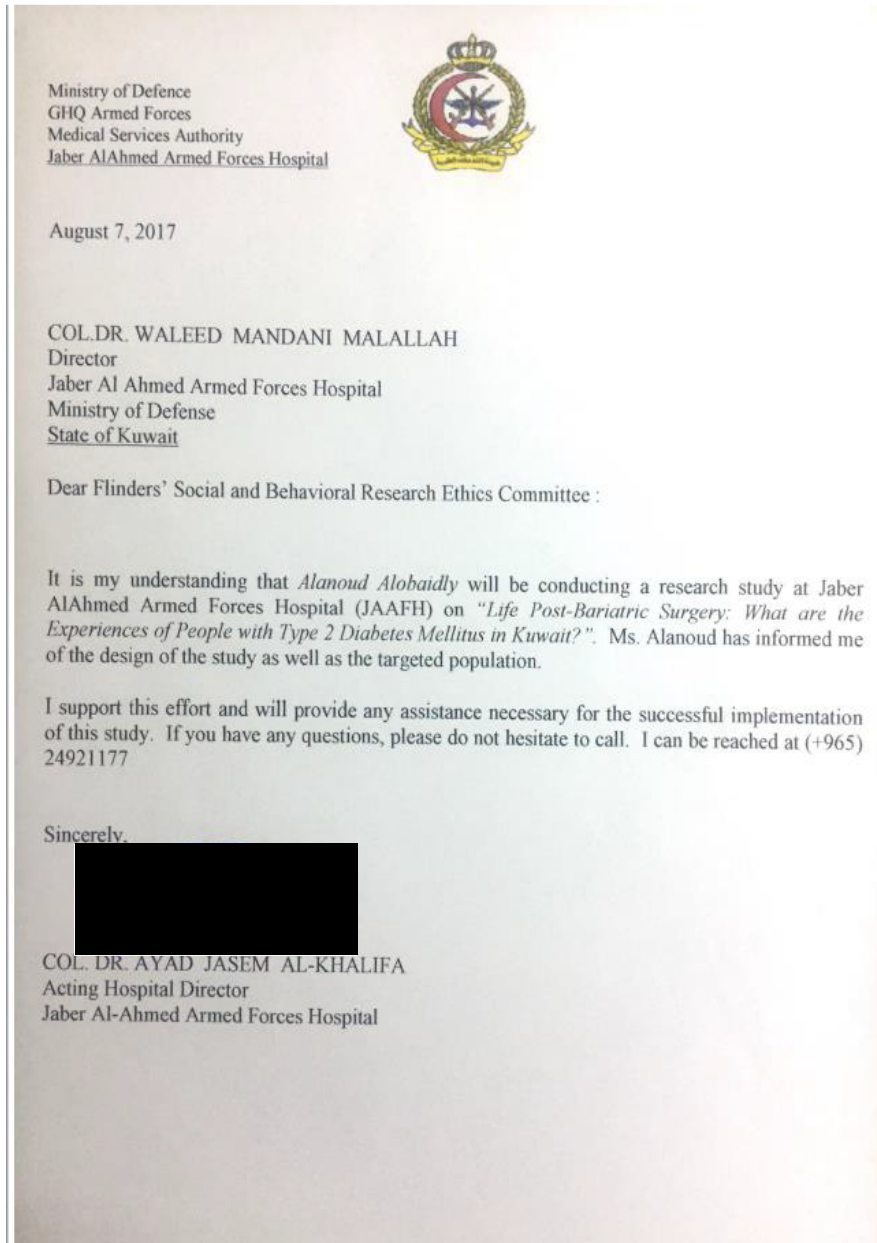 Ministry of Defence
GHQ Armed Forces
Medical Services Authority
Jaber AlAhmed Armed Forces Hospital
August 7, 2017
COL.DR. WALEED MANDANI MALALLAH
Director
Jaber Al Ahmed Armed Forces Hospital
Ministry of Defense
State of Kuwait
Dear Flinders' Social and Behavioral Research Ethics Committee :
It is my understanding that Alanoud Alobaidly will be conducting a research study at Jaber
AlAhmed Armed Forces Hospital (JAAFH) on "Life Post-Bariatric Surgery: What are the
Experiences of People with Type 2 Diabetes Mellitus in Kuwait?". Ms. Alanoud has informed me
of the design of the study as well as the targeted population.
I support this effort and will provide any assistance necessary for the successful implementation
of this study. If you have any questions, please do not hesitate to call. I can be reached at (+965)
24921177
Sincerely,
COL. DR. AYAD JASEM AL-KHALIFA
Acting Hospital Director
Jaber Al-Ahmed Armed Forces Hospital